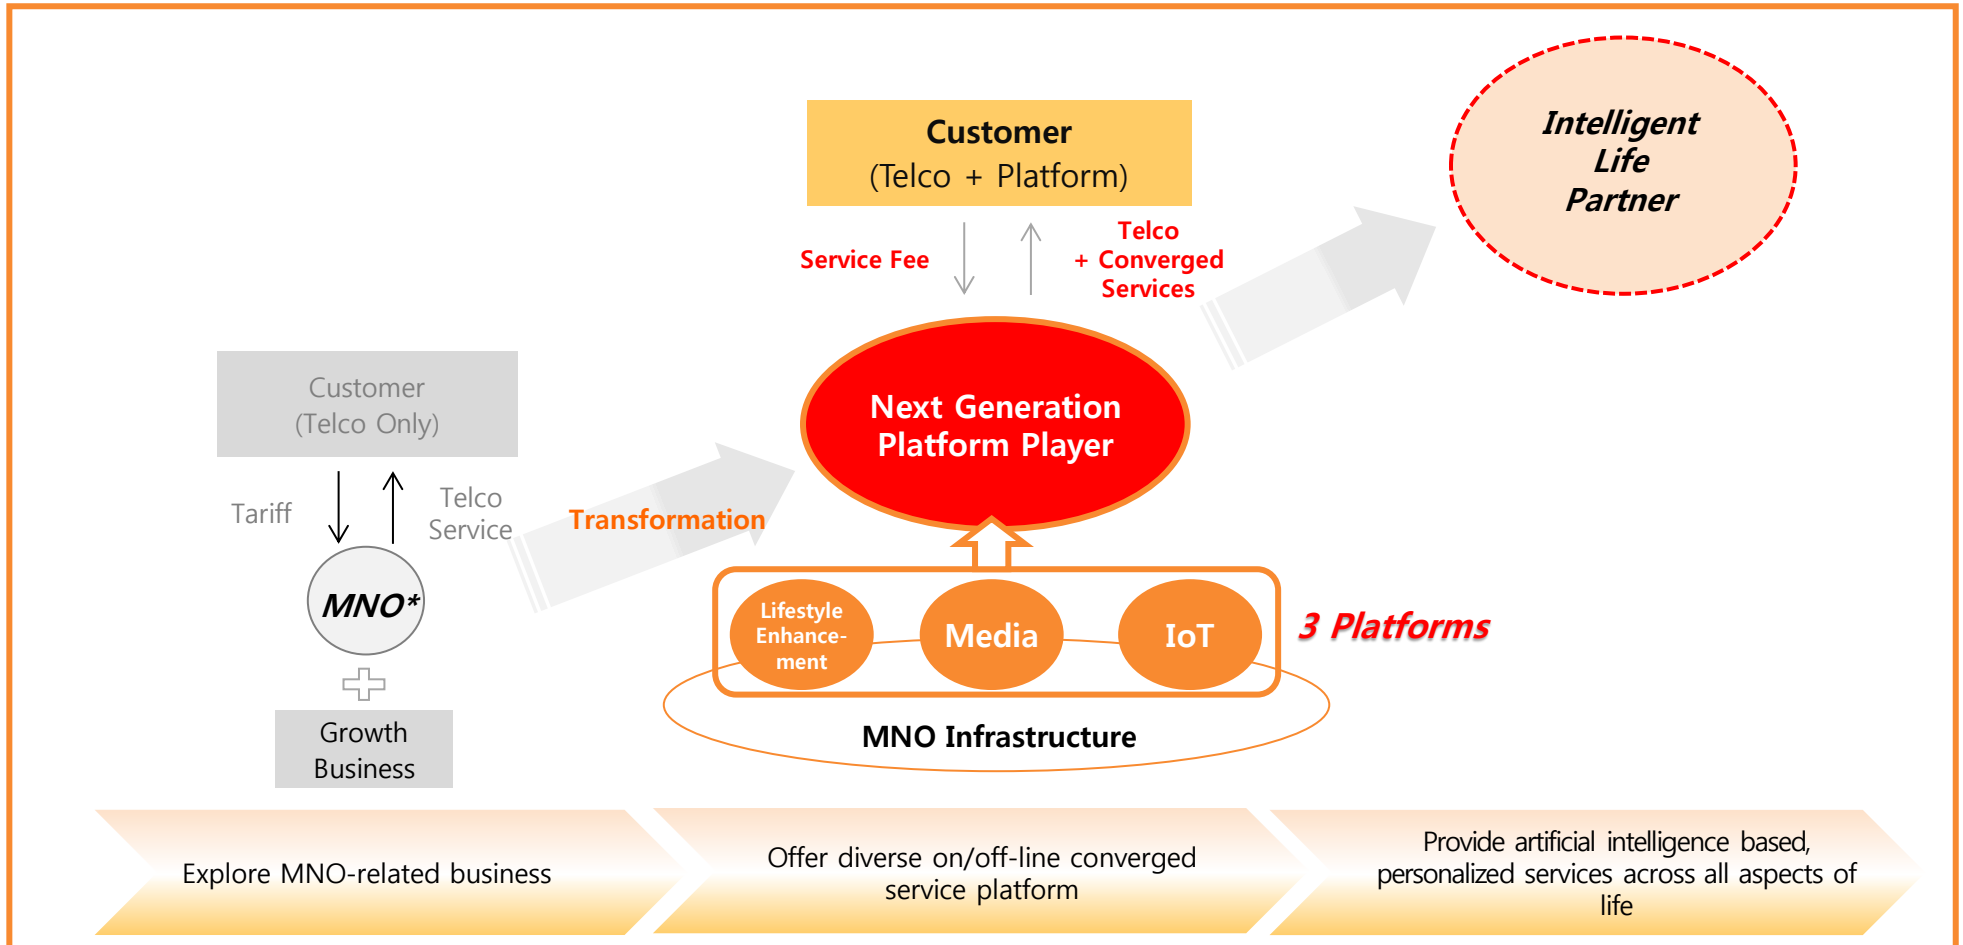 Customer
(Telco + Platform)
Intelligent
Life
Partner
Service Fee
Telco
+ Converged
Services
Next Generation
Platform Player
Customer
(Telco Only)
Tariff
Telco
Service
Transformation
MNO*
Growth
Business
Lifestyle
Enhance-
ment
Media
IoT
3 Platforms
MNO Infrastructure
Explore MNO-related business
Offer diverse on/off-line converged
service platform
Provide artificial intelligence based,
personalized services across all aspects of
life